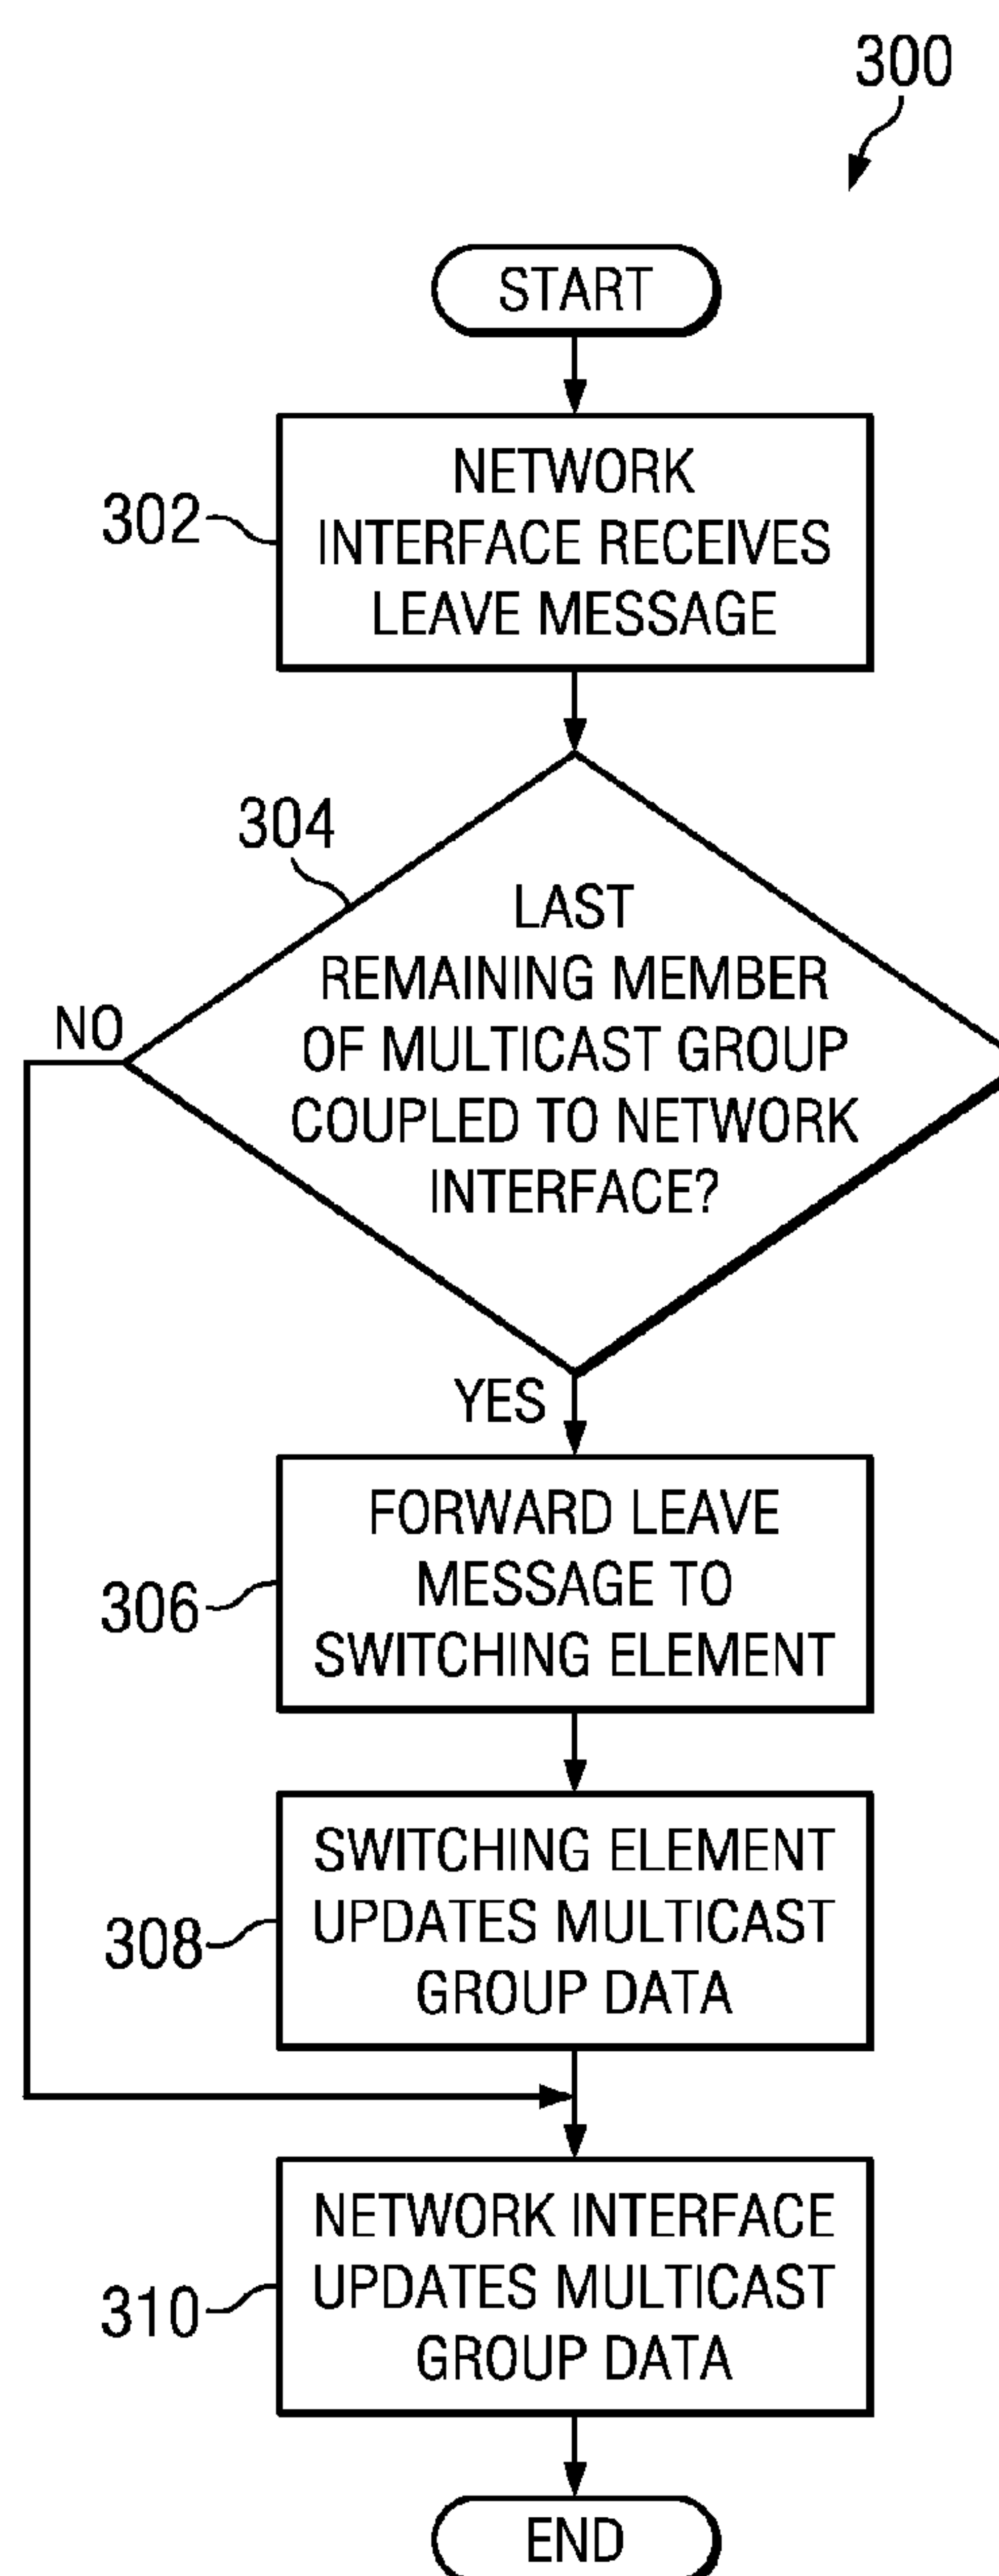 300
START
302
NETWORK
INTERFACE RECEIVES
LEAVE MESSAGE
304
LAST
REMAINING MEMBER
OF MULTICAST GROUP
COUPLED TO NETWORK
INTERFACE?
NO
YES
306
FORWARD LEAVE
MESSAGE TO
SWITCHING ELEMENT
308
SWITCHING ELEMENT
UPDATES MULTICAST
GROUP DATA
310
NETWORK INTERFACE
UPDATES MULTICAST
GROUP DATA
END